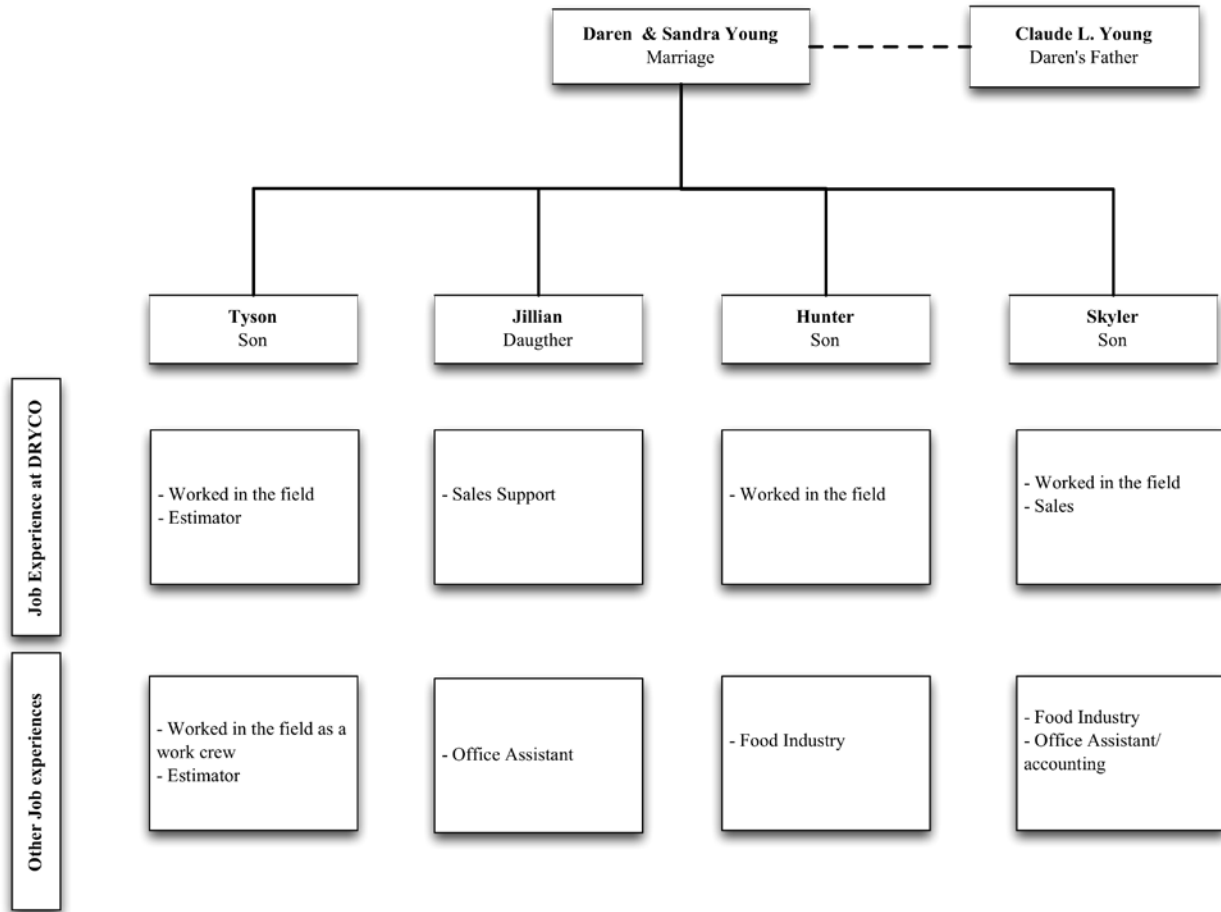 Daren  & Sandra Young
Marriage
Claude L. Young
Daren's Father
Tyson
Son
Jillian
Daugther
Hunter
Son
Skyler
Son
Job Experience at DRYCO
- Worked in the field
- Estimator
- Sales Support
- Worked in the field
- Worked in the field
- Sales
Other Job experiences
- Worked in the field as a
work crew
- Estimator
- Office Assistant
- Food Industry
- Food Industry
- Office Assistant/
accounting